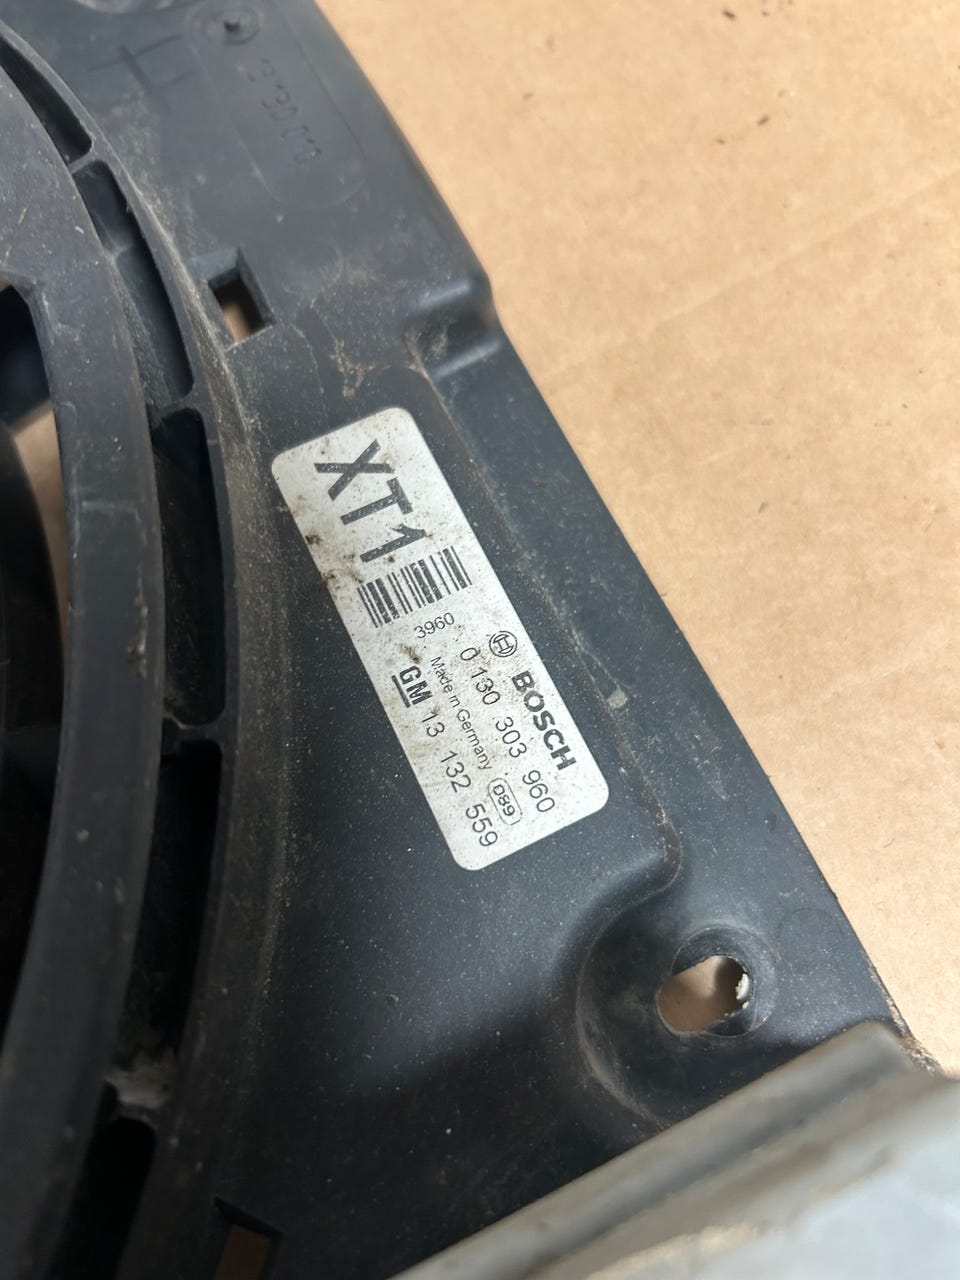 XT1
3960
BOSCH
0 130 303 960
Made in Germany 089
GM 13 132 559